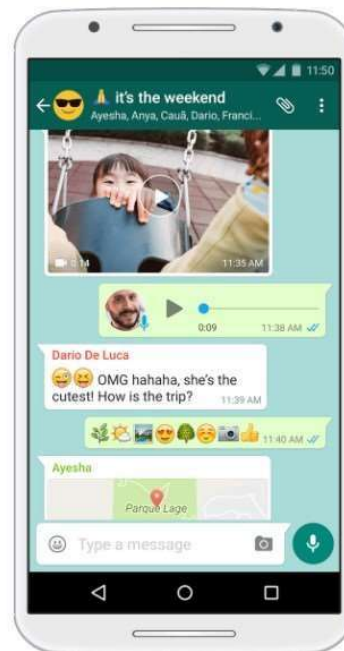 11:50
it's the weekend
Ayesha, Anya, Cauã, Dario, Franci...
0:14
11:35 AM
0:09
11:38 AM
Dario De Luca
OMG hahaha, she's the
cutest! How is the trip?
11:39 AM
11:40 AM
Ayesha
Parque Lage
Type a message